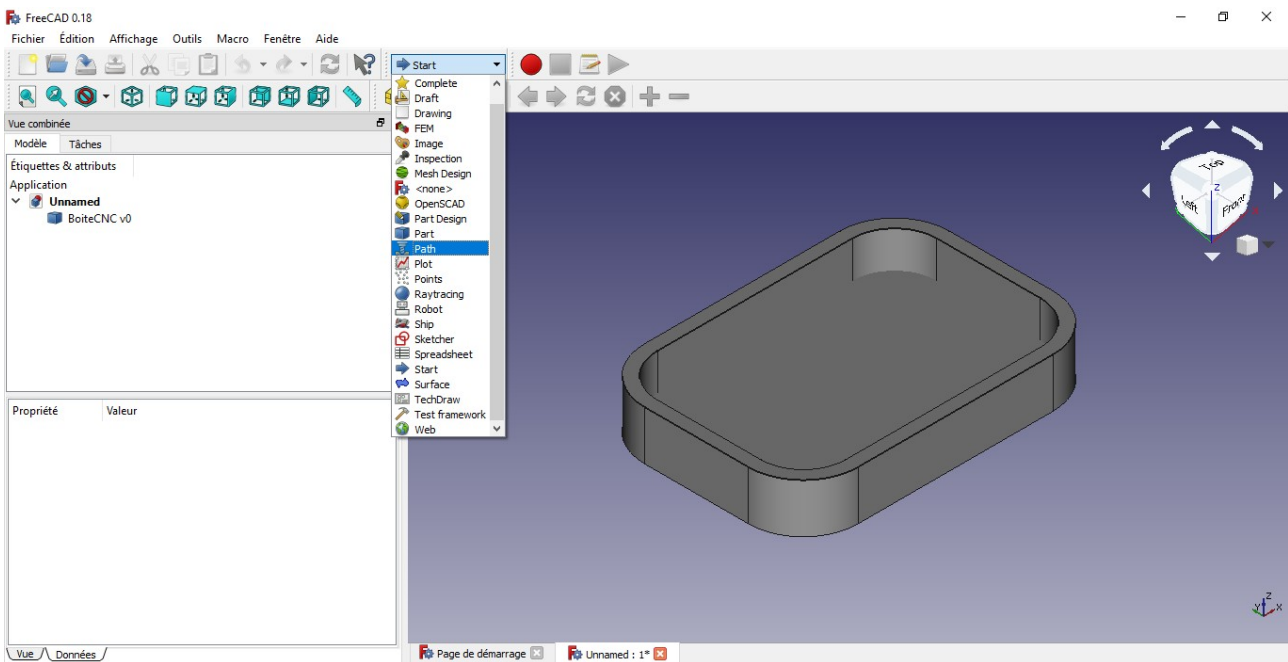 FreeCAD 0.18
Fichier Édition Affichage Outils Macro Fenêtre Aide
Start
Complete
Draft
Drawing
FEM
Image
Inspection
Mesh Design
<none>
OpenSCAD
Part Design
Part
Path
Plot
Points
Raytracing
Robot
Ship
Sketcher
Spreadsheet
Start
Surface
TechDraw
Test framework
Web
Vue combinée
Modèle Tâches
Étiquettes & attributs
Application
Unnamed
BoiteCNC v0
Propriété Valeur
Vue Données
Top
Left
Front
Z
X
Z
Y
X
Page de démarrage
Unnamed : 1*